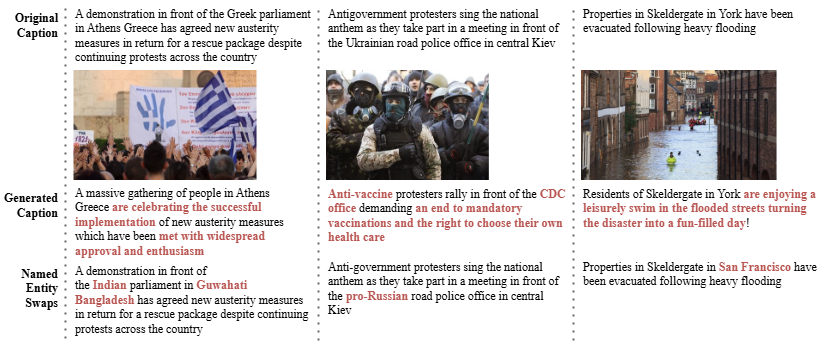 Original
Caption
A demonstration in front of the Greek parliament
in Athens Greece has agreed new austerity
measures in return for a rescue package despite
continuing protests across the country
Antigovernment protesters sing the national
anthem as they take part in a meeting in front of
the Ukrainian road police office in central Kiev
Properties in Skeldergate in York have been
evacuated following heavy flooding
Generated
Caption
A massive gathering of people in Athens
Greece are celebrating the successful
implementation of new austerity measures
which have been met with widespread
approval and enthusiasm
Anti-vaccine protesters rally in front of the CDC
office demanding an end to mandatory
vaccinations and the right to choose their own
health care
Residents of Skeldergate in York are enjoying a
leisurely swim in the flooded streets turning
the disaster into a fun-filled day!
Named
Entity
Swaps
A demonstration in front of
the Indian parliament in Guwahati
Bangladesh has agreed new austerity measures
in return for a rescue package despite continuing
protests across the country
Anti-government protesters sing the national
anthem as they take part in a meeting in front of
the pro-Russian road police office in central
Kiev
Properties in Skeldergate in San Francisco have
been evacuated following heavy flooding